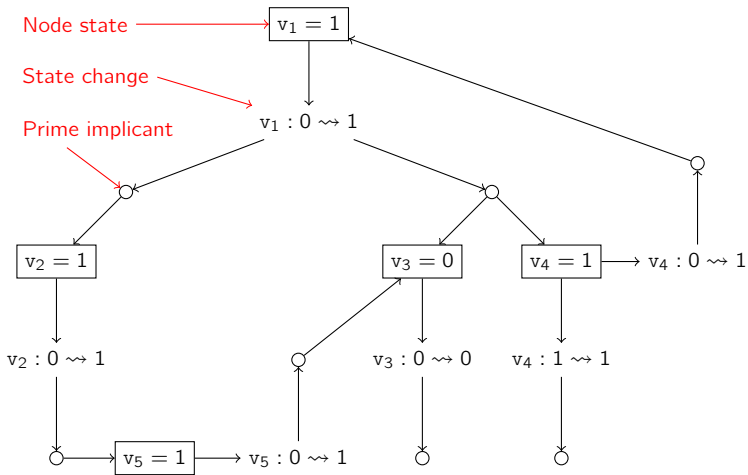 Node state
v₁ = 1
State change
v₁ : 0 ⇝ 1
Prime implicant
v₂ = 1
v₃ = 0
v₄ = 1
v₄ : 0 ⇝ 1
v₂ : 0 ⇝ 1
v₃ : 0 ⇝ 0
v₄ : 1 ⇝ 1
v₅ = 1
v₅ : 0 ⇝ 1